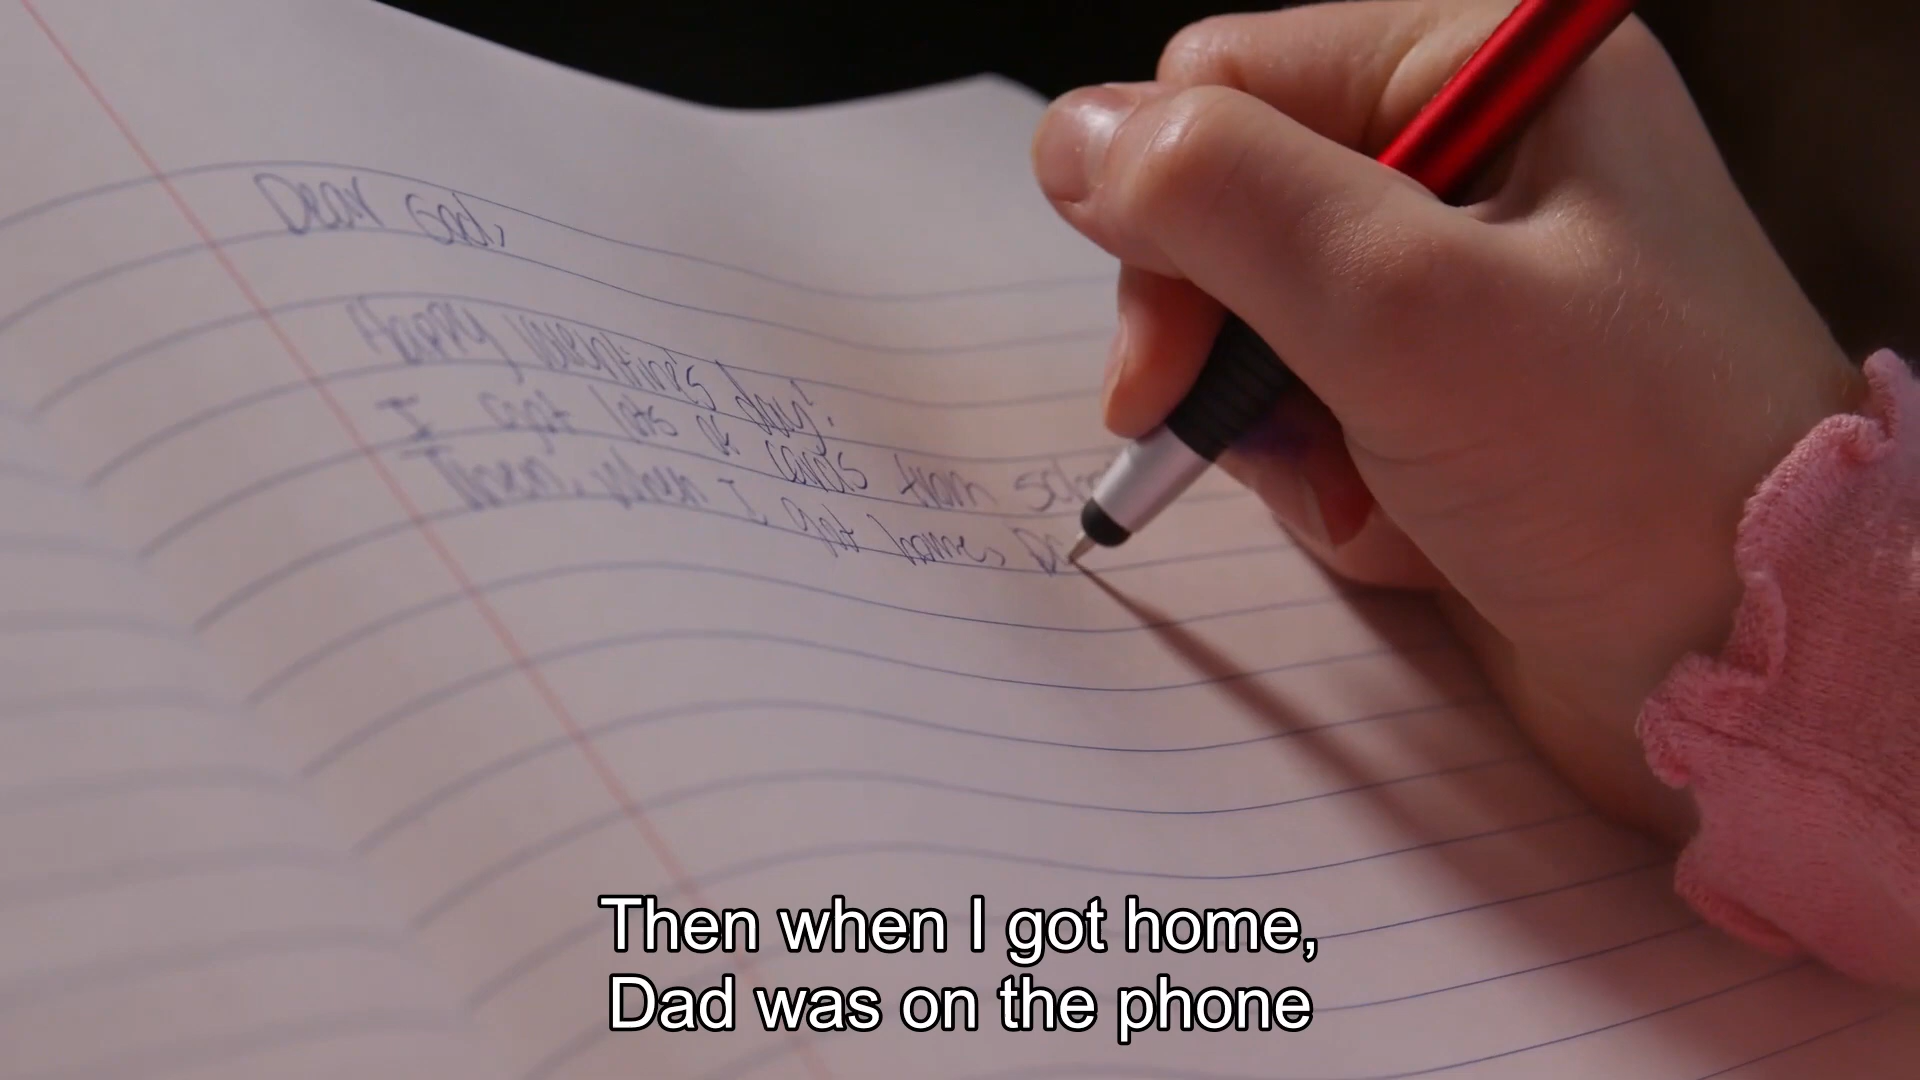 Dear God,
Happy Valentine's day!
I got lots of cards from
Then, when I got home,
Then when I got home,
Dad was on the phone